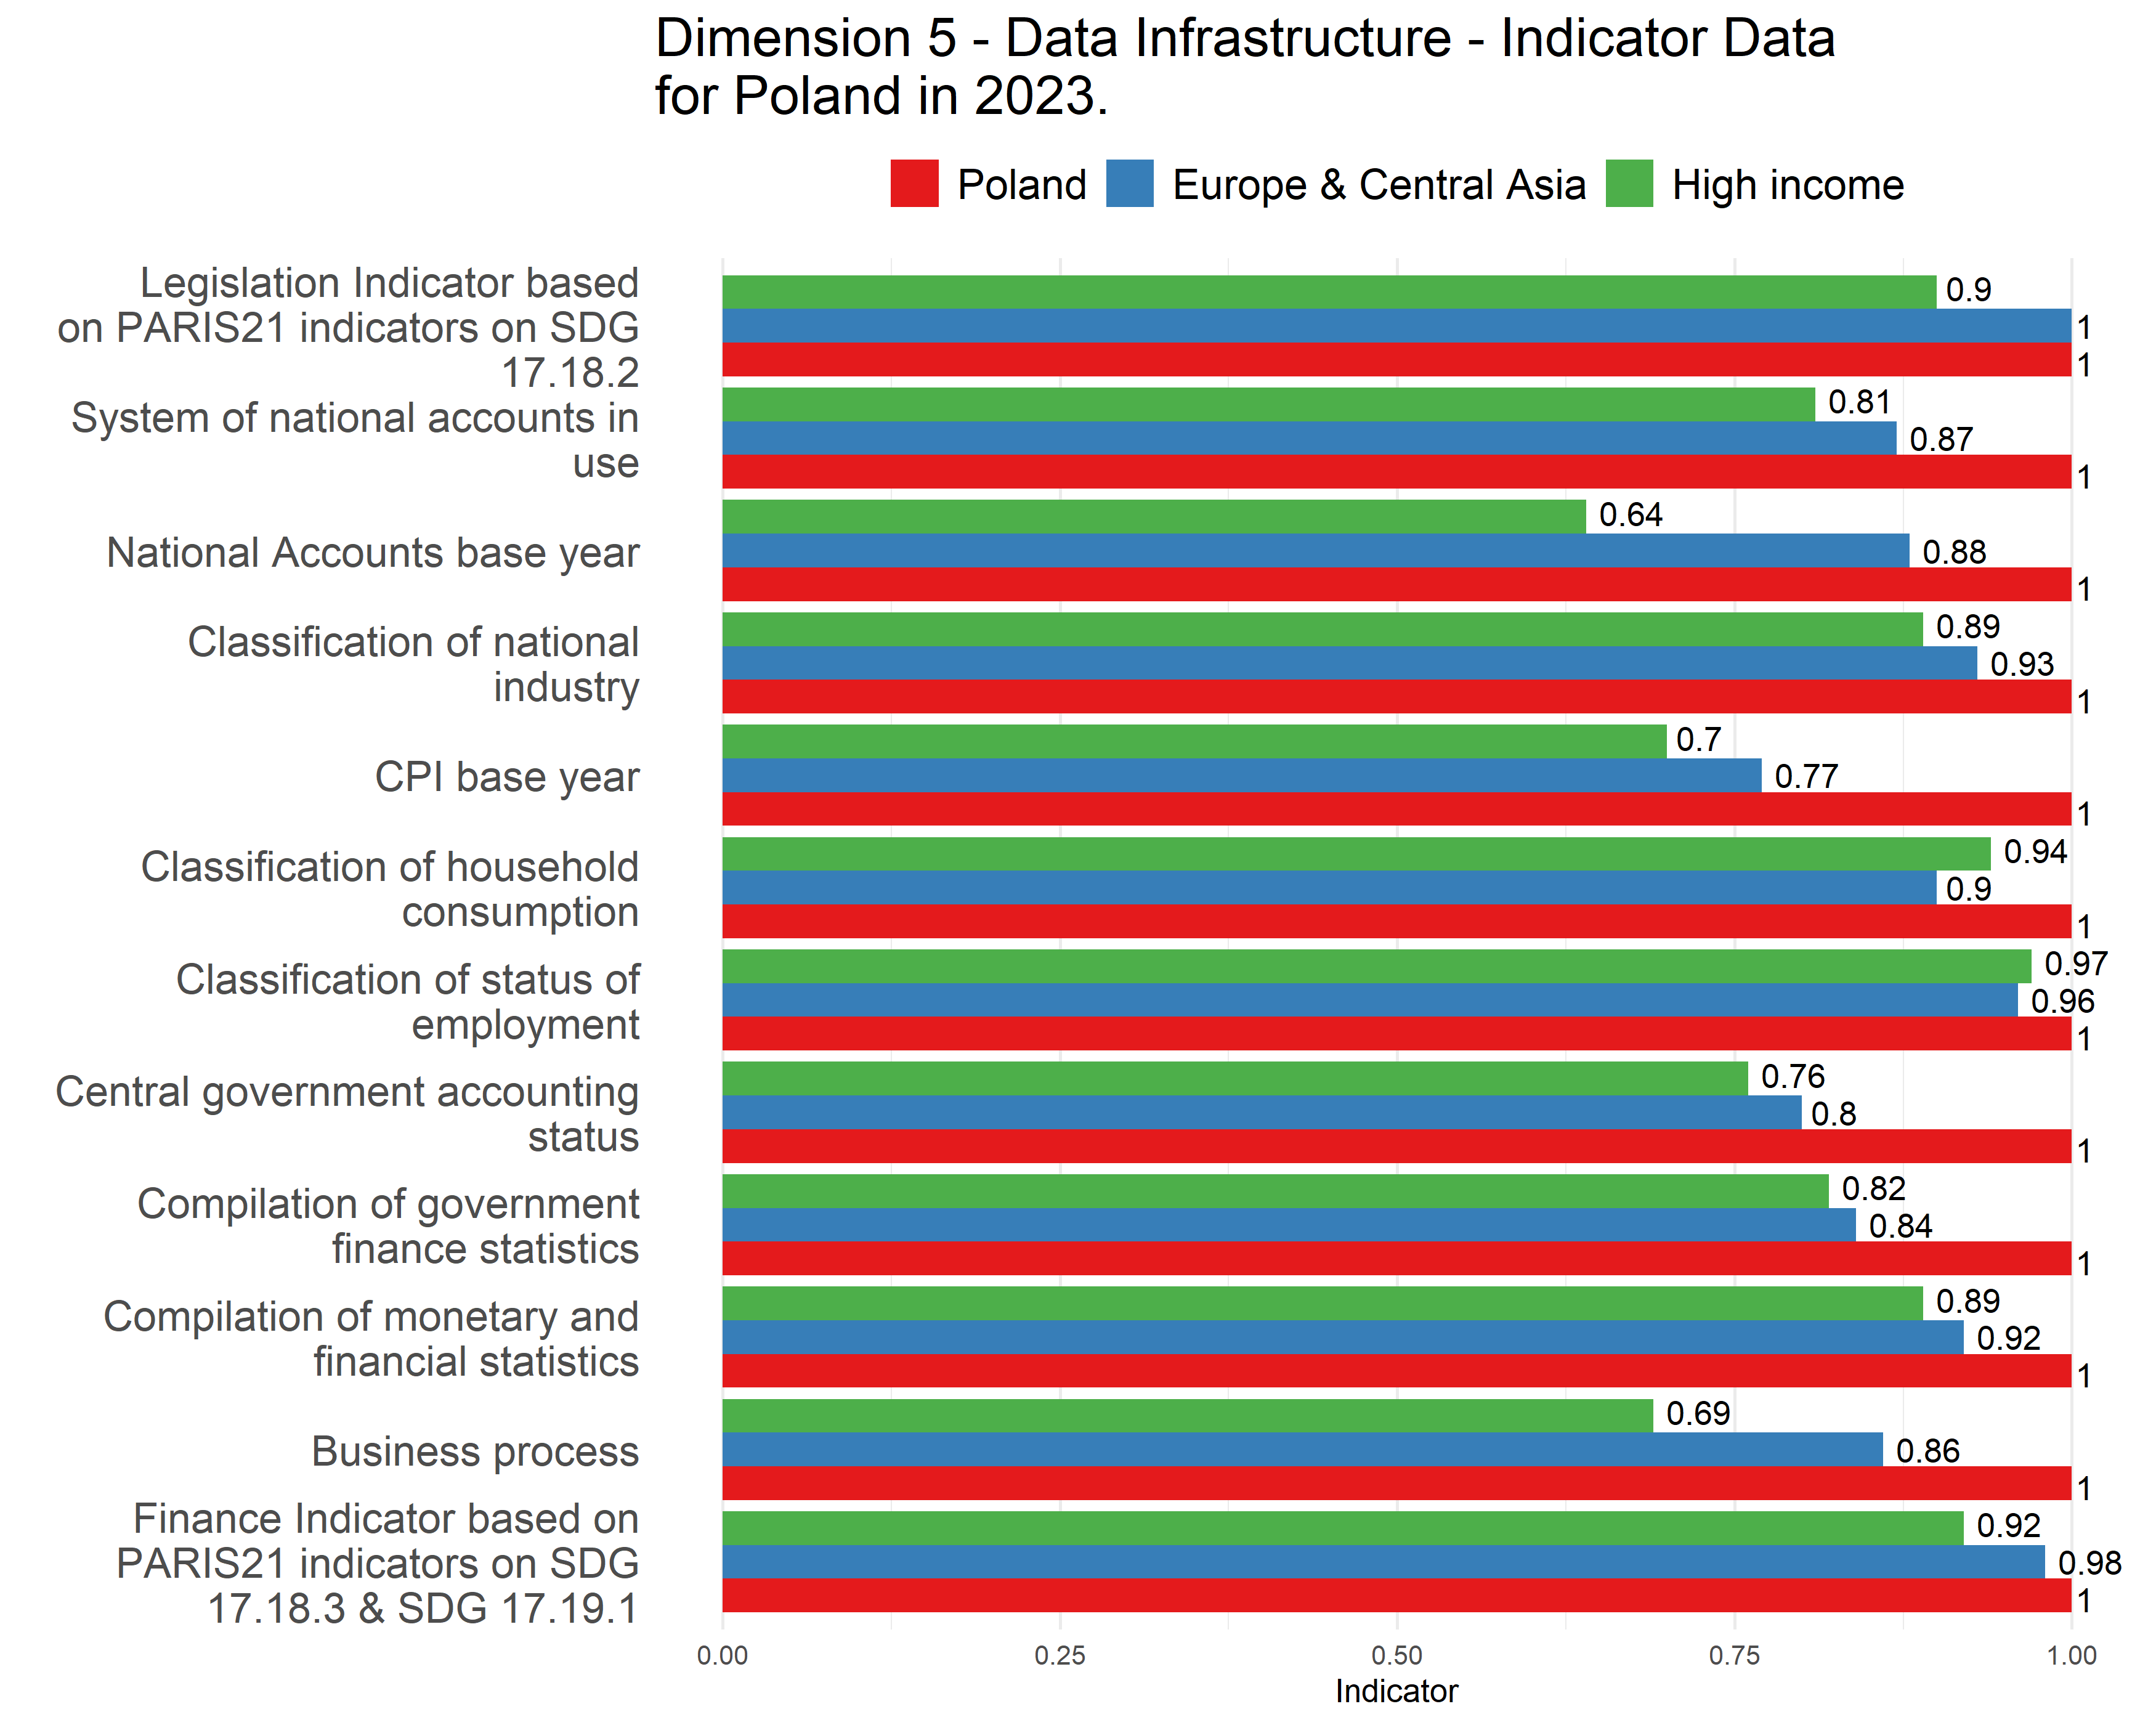 Dimension 5 - Data Infrastructure - Indicator Data
for Poland in 2023.
Poland Europe & Central Asia High income
Legislation Indicator based
on PARIS21 indicators on SDG
17.18.2
0.9
1
1
System of national accounts in
use
0.81
0.87
1
National Accounts base year
0.64
0.88
1
Classification of national
industry
0.89
0.93
1
CPI base year
0.7
0.77
1
Classification of household
consumption
0.94
0.9
1
Classification of status of
employment
0.97
0.96
1
Central government accounting
status
0.76
0.8
1
Compilation of government
finance statistics
0.82
0.84
1
Compilation of monetary and
financial statistics
0.89
0.92
1
Business process
0.69
0.86
1
Finance Indicator based on
PARIS21 indicators on SDG
17.18.3 & SDG 17.19.1
0.92
0.98
1
0.00 0.25 0.50 0.75 1.00
Indicator